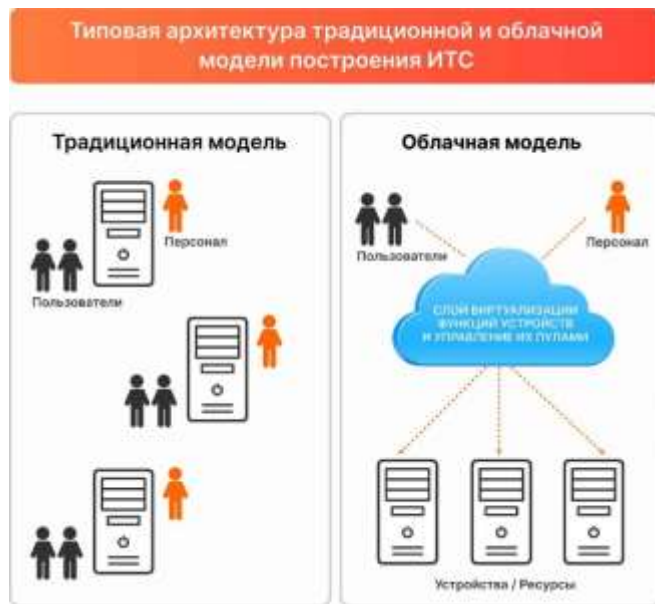 Типовая архитектура традиционной и облачной
модели построения ИТС
Традиционная модель
Персонал
Пользователи
Облачная модель
Пользователи
Персонал
СЛОЙ ВИРТУАЛИЗАЦИИ
ФУНКЦИЙ УСТРОЙСТВ
И УПРАВЛЕНИЕ ИХ ПУЛАМИ
Устройства / Ресурсы